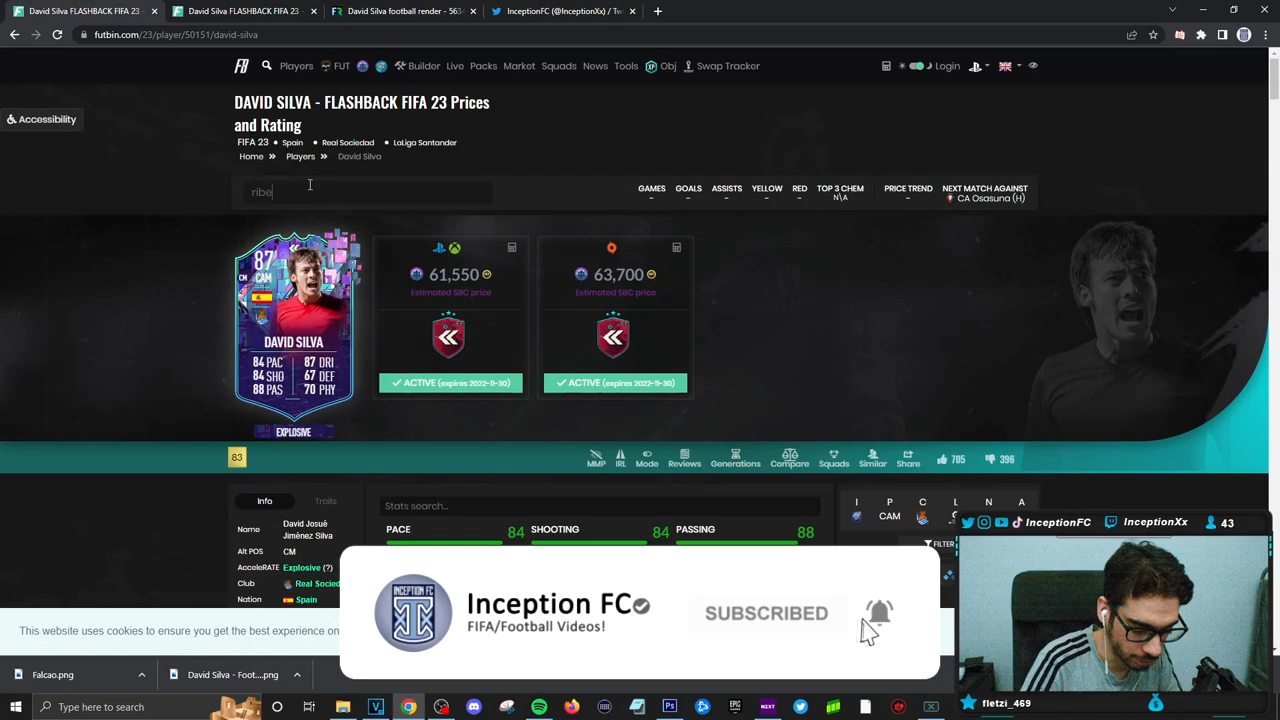 David Silva FLASHBACK FIFA 23 -
David Silva FLASHBACK FIFA 23 -
David Silva football render - 5634
InceptionFC (@InceptionXx) / Tw
futbin.com/23/player/50151/david-silva
Players FUT Builder Live Packs Market Squads News Tools Obj Swap Tracker Login
Accessibility
DAVID SILVA - FLASHBACK FIFA 23 Prices
and Rating
FIFA 23 • Spain • Real Sociedad • LaLiga Santander
Home » Players » David Silva
ribe
GAMES GOALS ASSISTS YELLOW RED TOP 3 CHEM PRICE TREND NEXT MATCH AGAINST
- - - - - N\A - CA Osasuna (H)
87
CM CAM
DAVID SILVA
84 PAC 87 DRI
84 SHO 67 DEF
88 PAS 70 PHY
EXPLOSIVE
61,550
Estimated SBC price
ACTIVE (expires 2022-11-30)
63,700
Estimated SBC price
ACTIVE (expires 2022-11-30)
83
MMP IRL Mode Reviews Generations Compare Squads Similar Share 705 396
Info Traits
Name David Josué Jiménez Silva
Alt POS CM
AcceleRATE Explosive (?)
Club Real Socied
Nation Spain
Stats search...
PACE 84 SHOOTING 84 PASSING 88
I P C L N A
CAM
FILTER
InceptionFC InceptionXx 43
Inception FC
FIFA/Football Videos!
SUBSCRIBED
This website uses cookies to ensure you get the best experience on
Falcao.png
David Silva - Foot....png
Type here to search
fletzi_469